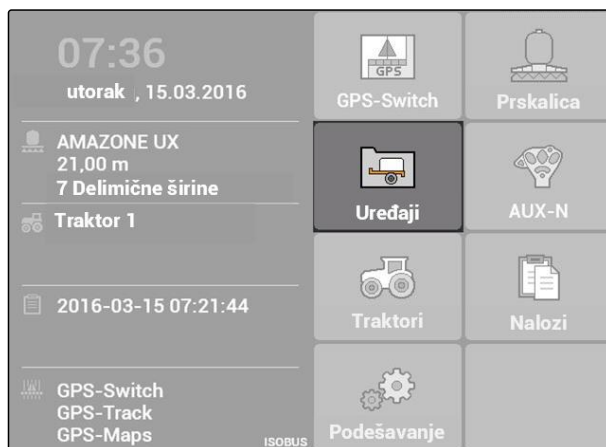 07:36
utorak , 15.03.2016
AMAZONE UX
21,00 m
7 Delimične širine
Traktor 1
2016-03-15 07:21:44
GPS-Switch
GPS-Track
GPS-Maps
ISOBUS
GPS
GPS-Switch
Prskalica
Uređaji
AUX-N
Traktori
Nalozi
Podešavanje